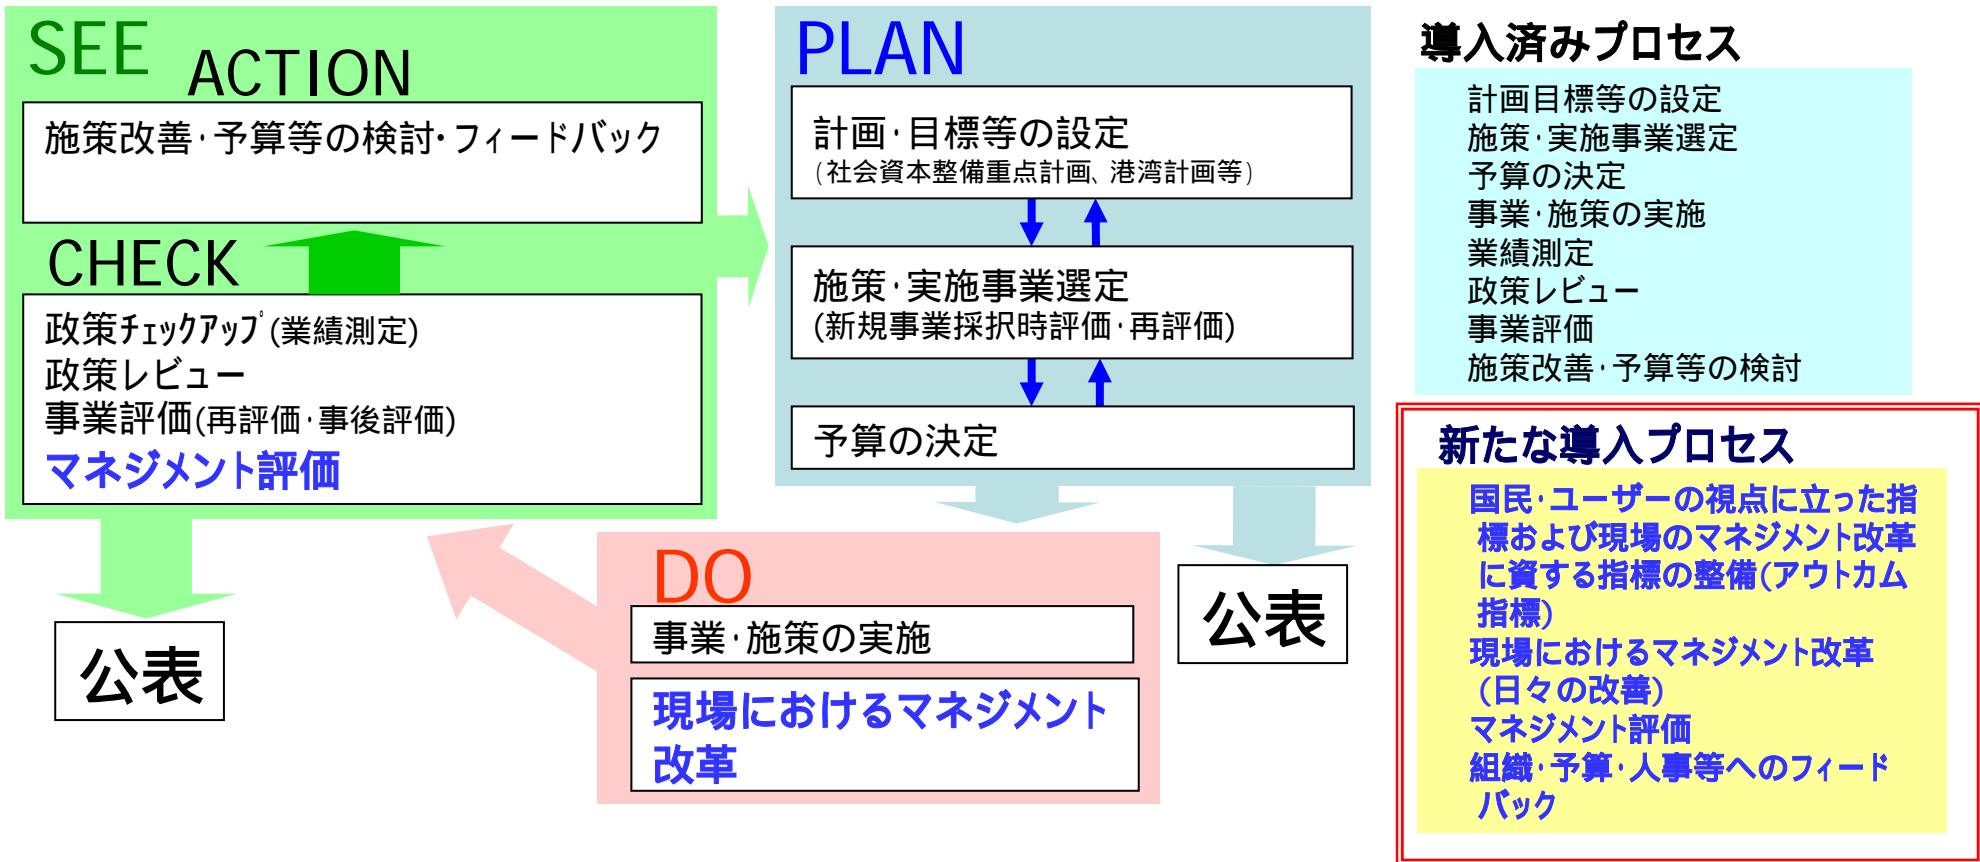 SEE
ACTION
施策改善･予算等の検討･フィードバック
CHECK
政策ﾁｪｯｸｱｯﾌﾟ(業績測定)
政策レビュー
事業評価(再評価･事後評価)
マネジメント評価
公表
PLAN
計画･目標等の設定
(社会資本整備重点計画、港湾計画等)
施策･実施事業選定
(新規事業採択時評価･再評価)
予算の決定
公表
DO
事業･施策の実施
現場におけるマネジメント
改革
導入済みプロセス
計画目標等の設定
施策･実施事業選定
予算の決定
事業･施策の実施
業績測定
政策レビュー
事業評価
施策改善･予算等の検討
新たな導入プロセス
国民･ユーザーの視点に立った指
標および現場のマネジメント改革
に資する指標の整備(アウトカム
指標)
現場におけるマネジメント改革
(日々の改善)
マネジメント評価
組織･予算･人事等へのフィード
バック